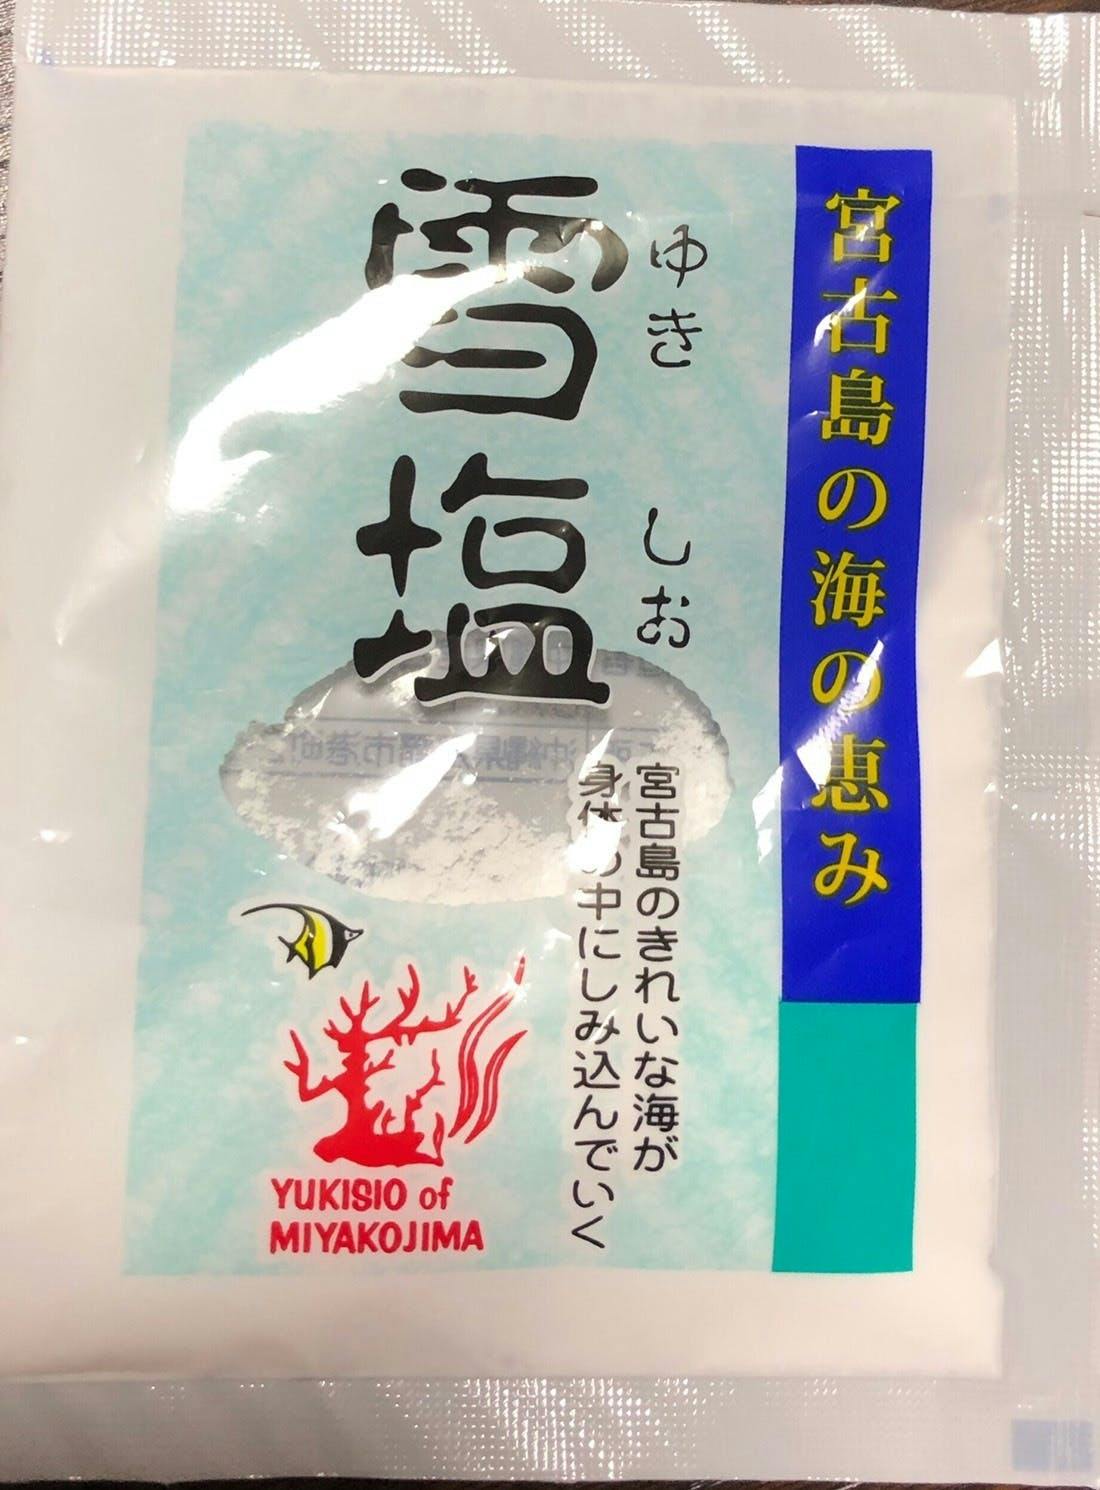 宮古島の海の恵み
ゆき しお
雪塩
宮古島のきれいな海が
身体の中にしみ込んでいく
YUKISIO of
MIYAKOJIMA